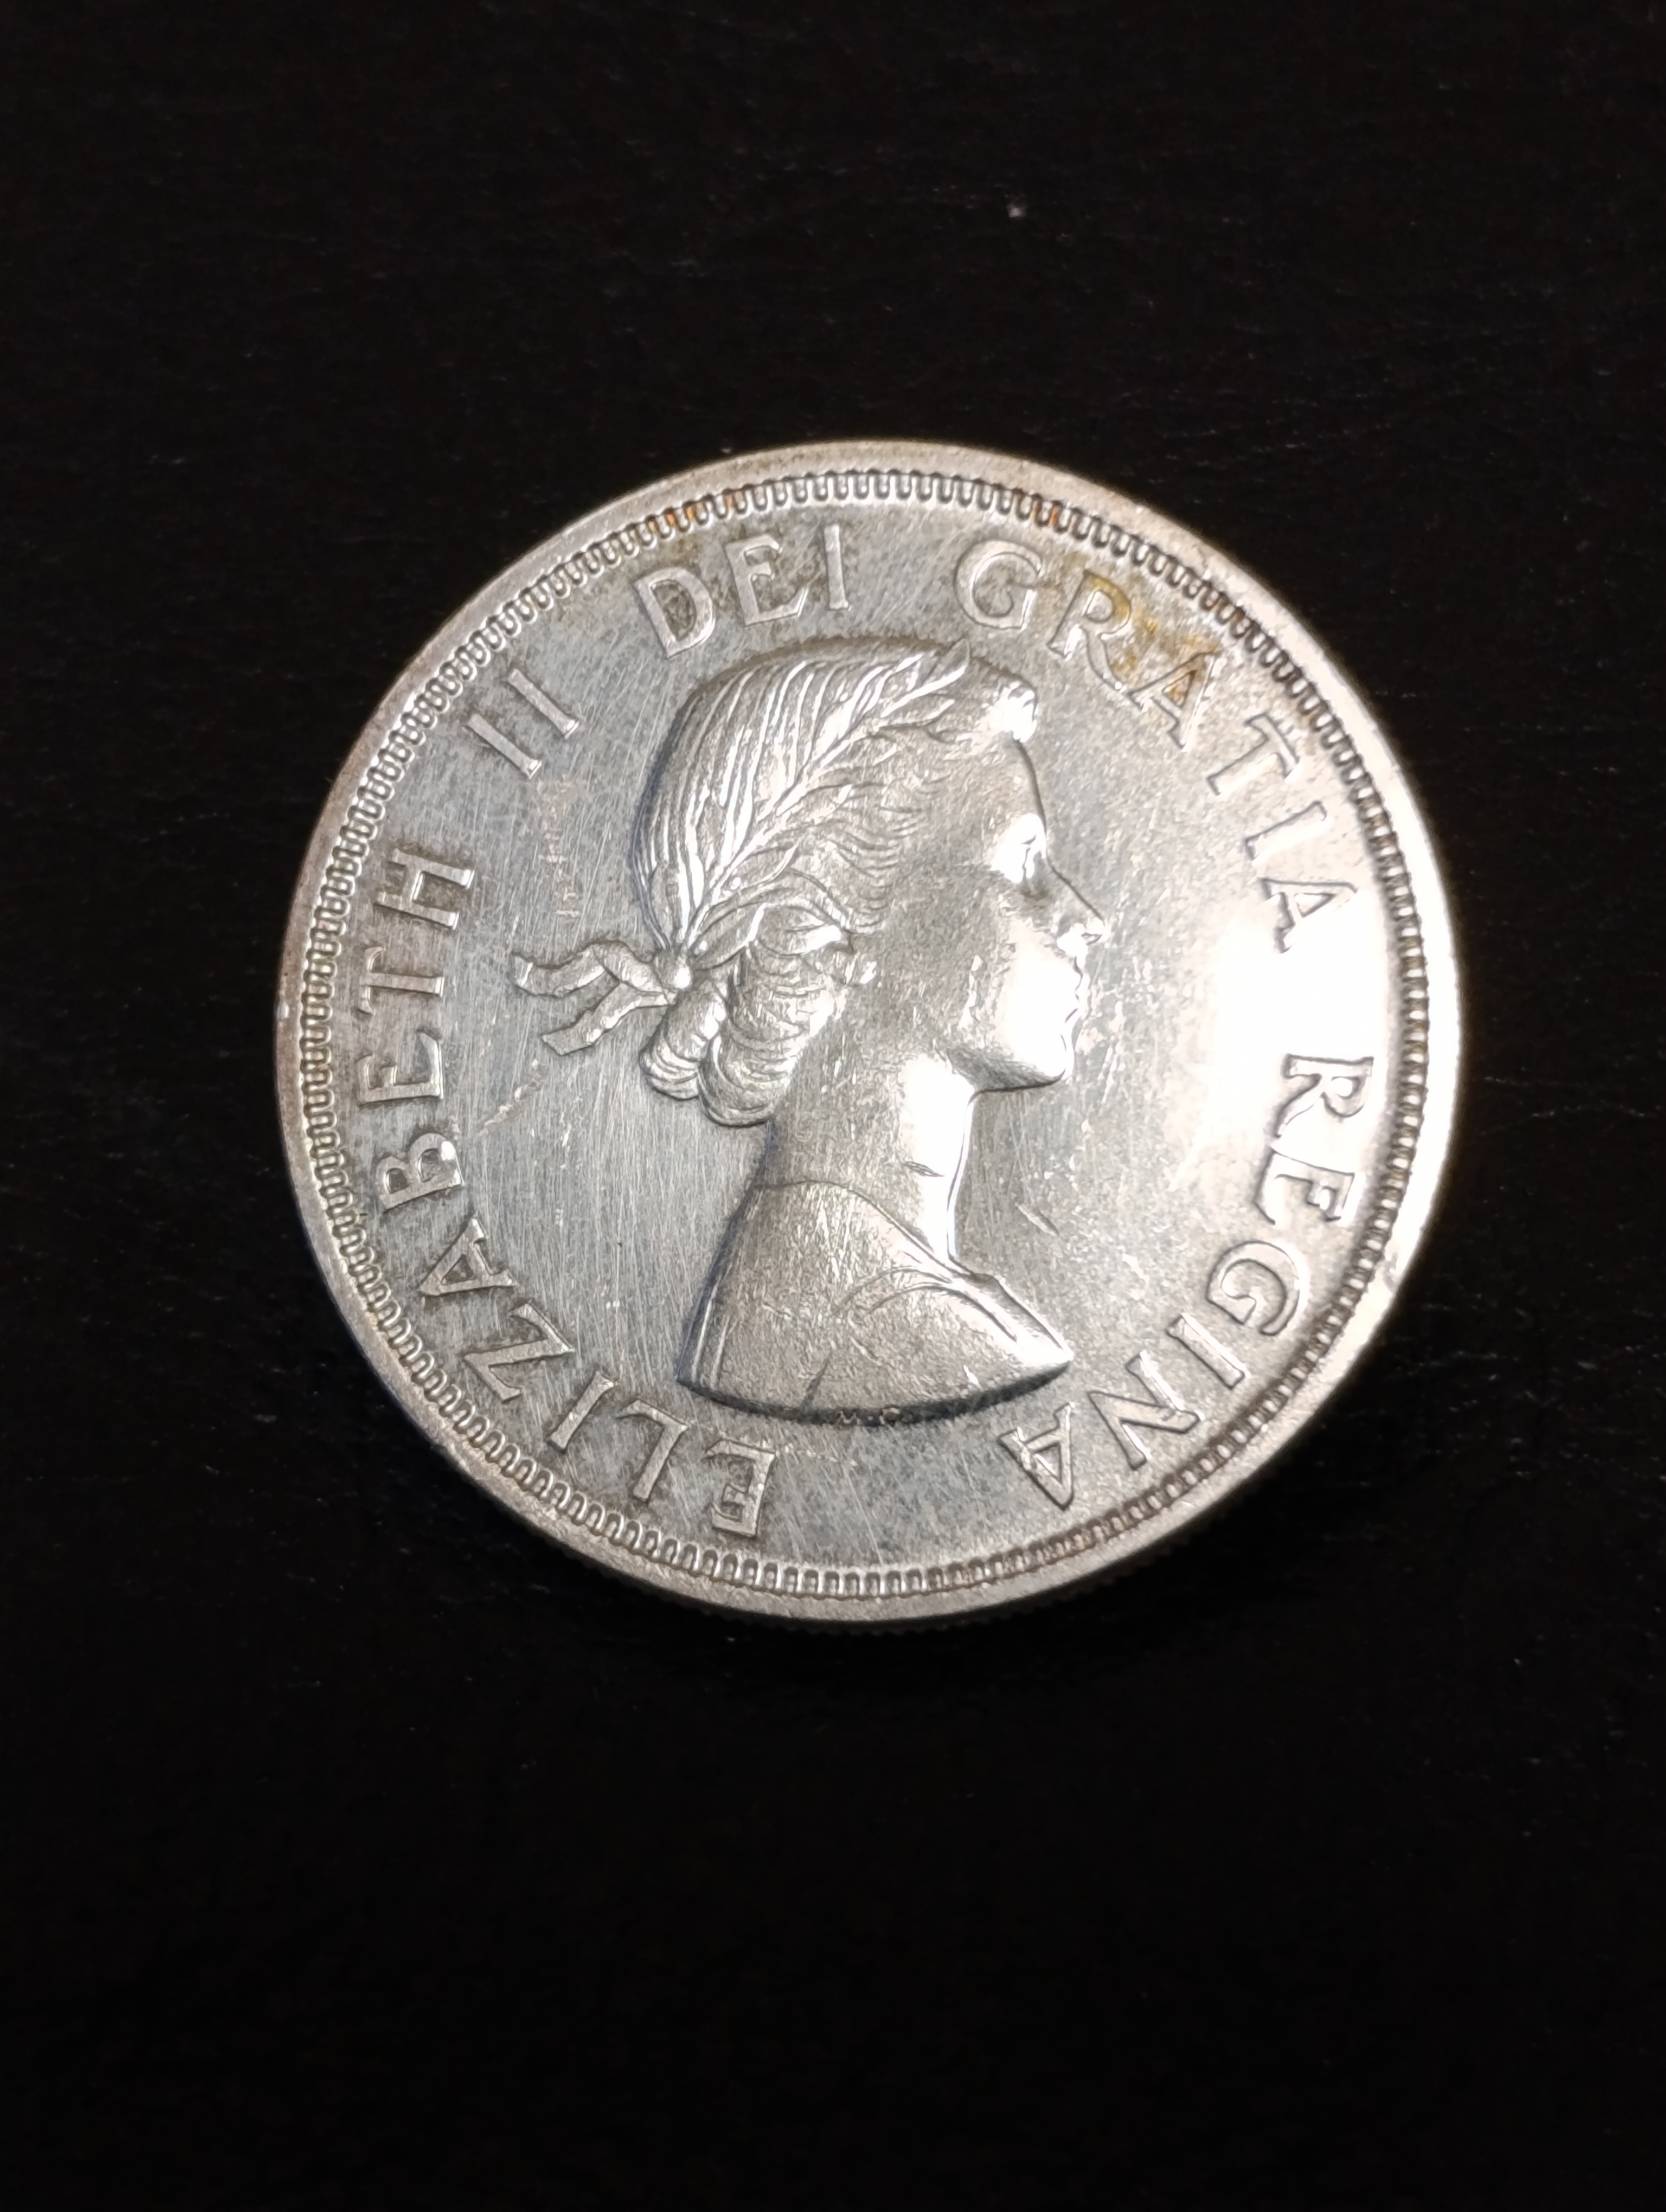 ELIZABETH II DEI GRATIA REGINA
M.G.